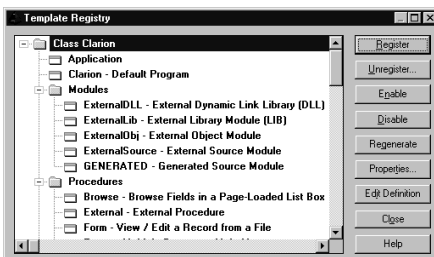 Template Registry
Class Clarion
Application
Clarion - Default Program
Modules
ExternalDLL - External Dynamic Link Library (DLL)
ExternalLib - External Library Module (LIB)
ExternalObj - External Object Module
ExternalSource - External Source Module
GENERATED - Generated Source Module
Procedures
Browse - Browse Fields in a Page-Loaded List Box
External - External Procedure
Form - View / Edit a Record from a File
Register
Unregister...
Enable
Disable
Regenerate
Properties...
Edit Definition
Close
Help